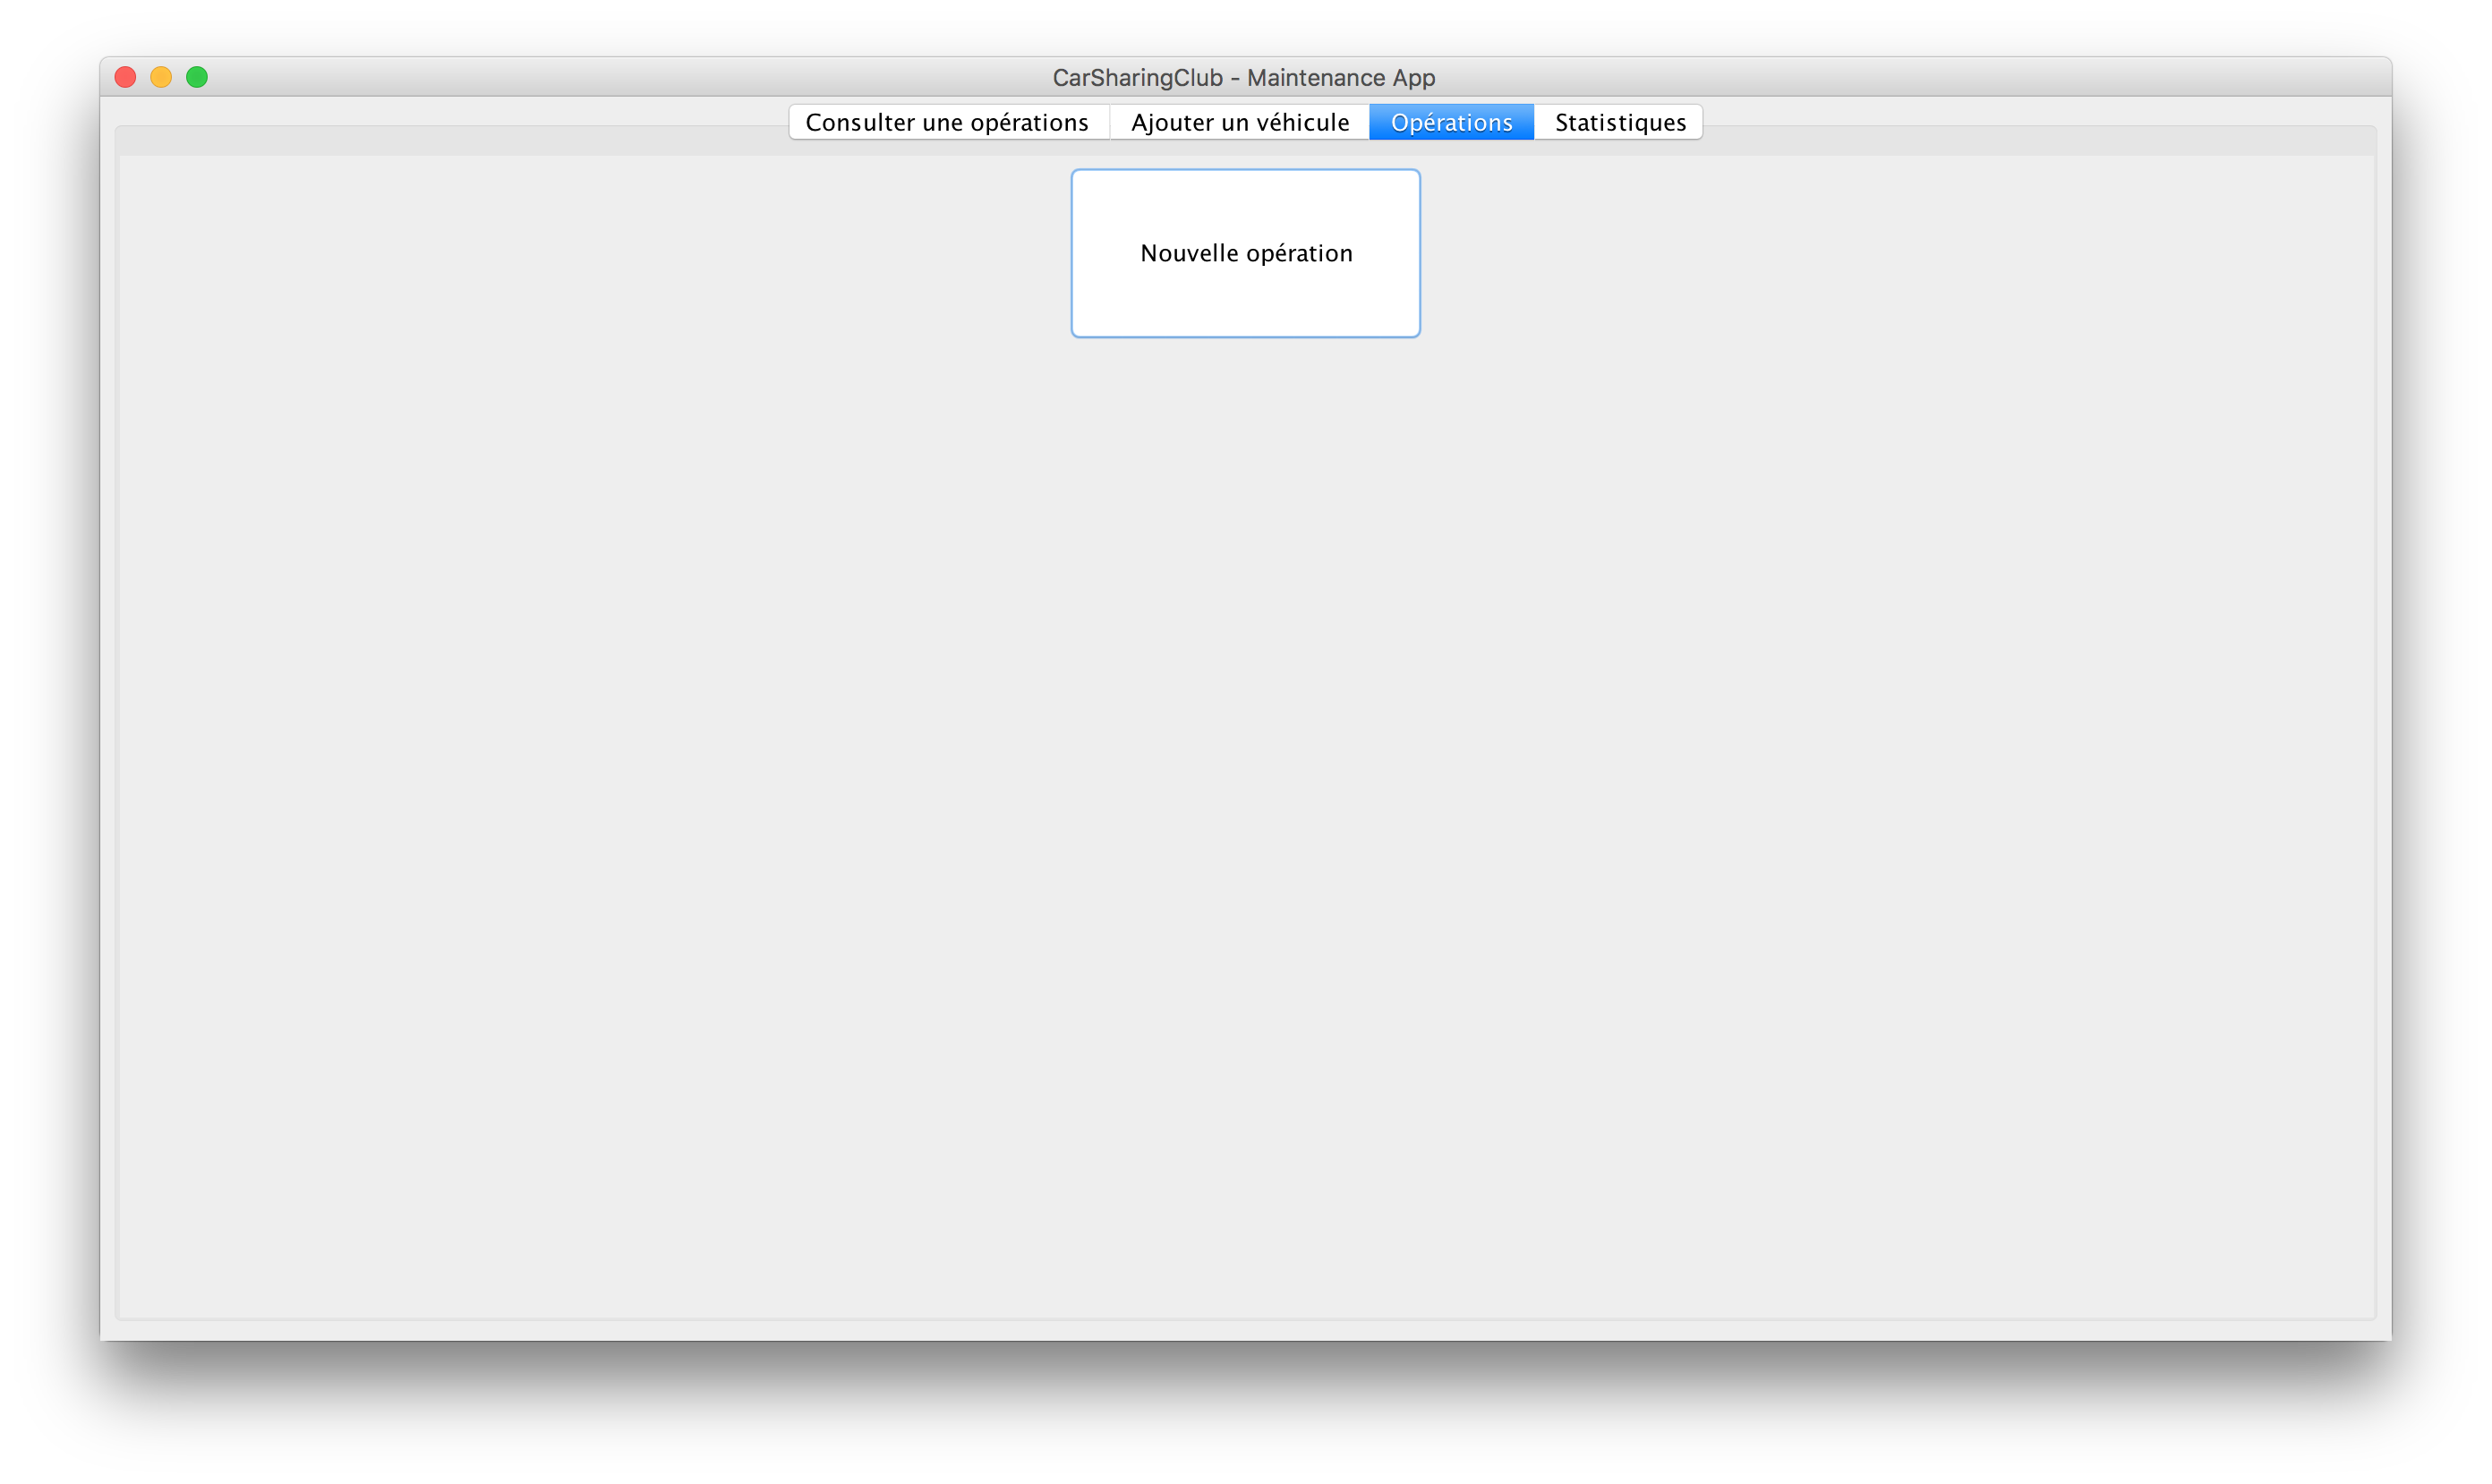 CarSharingClub - Maintenance App
Consulter une opérations Ajouter un véhicule Opérations Statistiques
Nouvelle opération